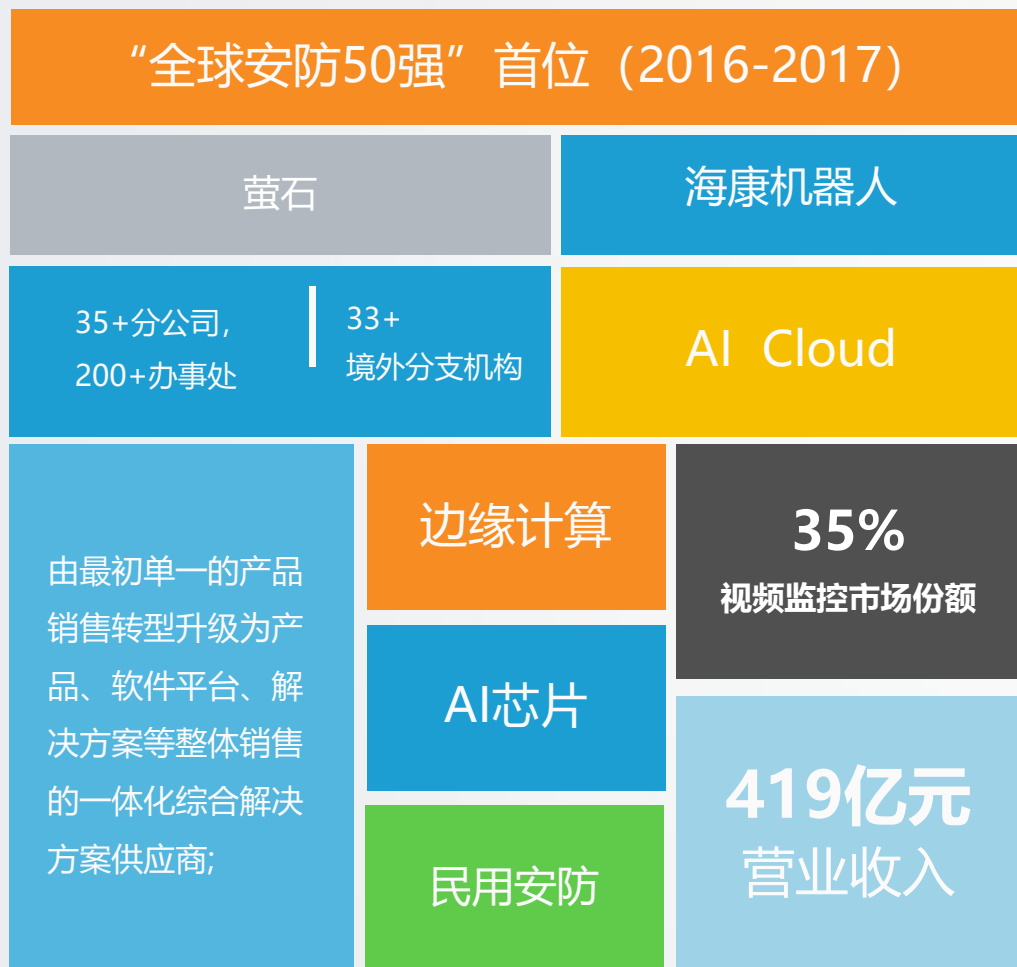 “全球安防50强”首位（2016-2017）
萤石
海康机器人
35+分公司，
200+办事处
33+
境外分支机构
AI Cloud
由最初单一的产品
销售转型升级为产
品、软件平台、解
决方案等整体销售
的一体化综合解决
方案供应商;
边缘计算
AI芯片
民用安防
35%
视频监控市场份额
419亿元
营业收入